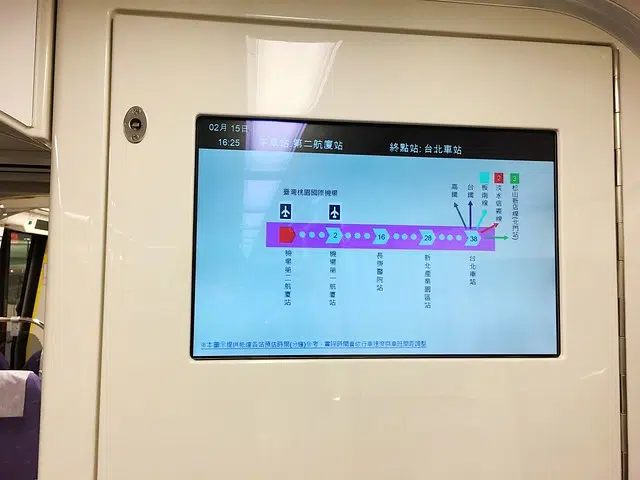 02月 15日
16:25
第二航廈站
終點站: 台北車站
臺灣桃園國際機場
高鐵
台鐵
板南線
2
淡水信義線
3
松山新店線(北門站)
2
16
28
38
機場第二航廈站
機場第一航廈站
長庚醫院站
新北產業園區站
台北車站